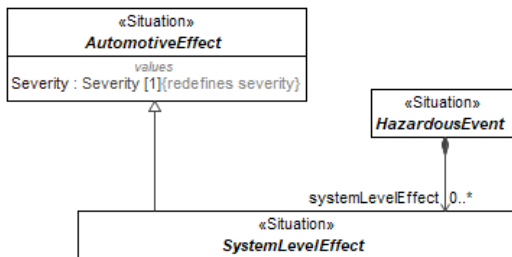 «Situation»
AutomotiveEffect
values
Severity : Severity [1]{redefines severity}
«Situation»
HazardousEvent
systemLevelEffect 0..*
«Situation»
SystemLevelEffect